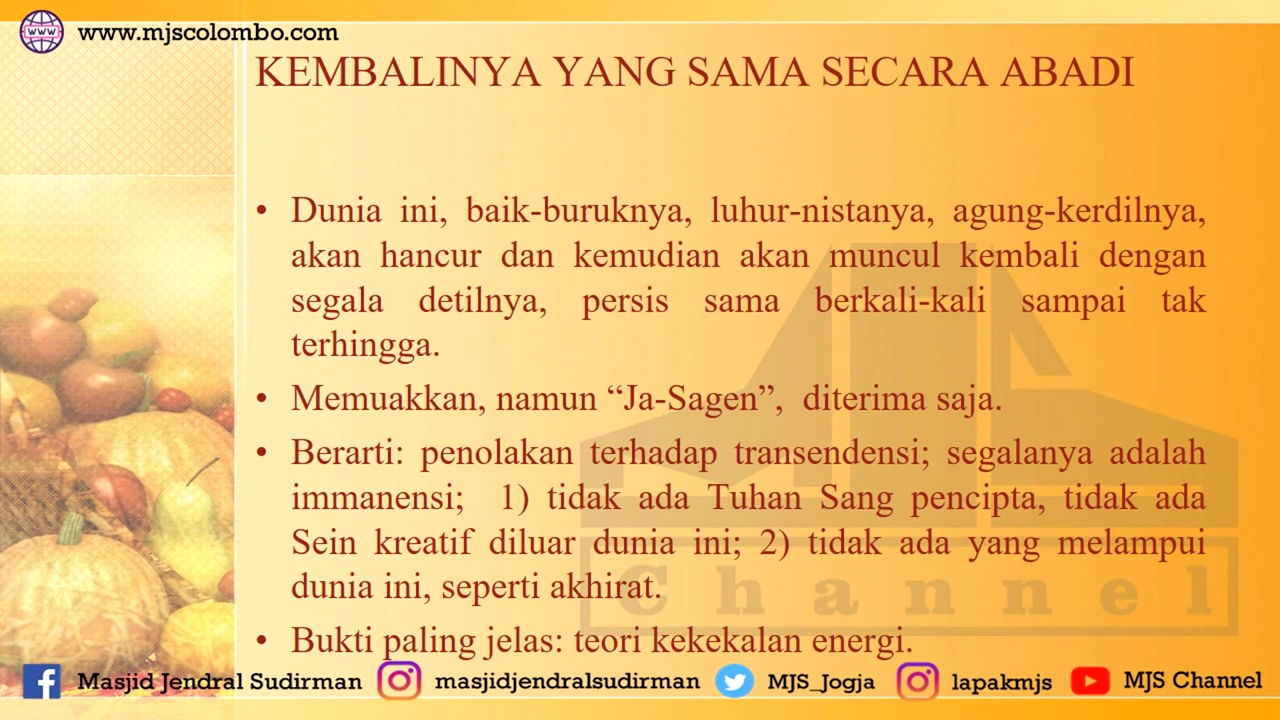 www.mjscolombo.com
KEMBALINYA YANG SAMA SECARA ABADI
• Dunia ini, baik-buruknya, luhur-nistanya, agung-kerdilnya,
akan hancur dan kemudian akan muncul kembali dengan
segala detilnya, persis sama berkali-kali sampai tak
terhingga.
• Memuakkan, namun “Ja-Sagen”, diterima saja.
• Berarti: penolakan terhadap transendensi; segalanya adalah
immanensi; 1) tidak ada Tuhan Sang pencipta, tidak ada
Sein kreatif diluar dunia ini; 2) tidak ada yang melampui
dunia ini, seperti akhirat.
• Bukti paling jelas: teori kekekalan energi.
Channel
Masjid Jendral Sudirman masjidjendralsudirman MJS_Jogja lapakmjs MJS Channel